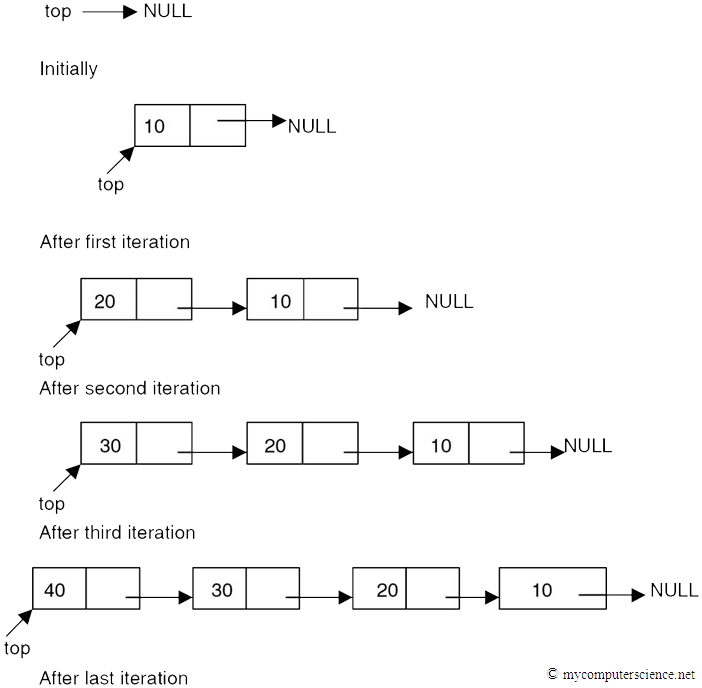 top NULL
Initially
10 NULL
top
After first iteration
20 10 NULL
top
After second iteration
30 20 10 NULL
top
After third iteration
40 30 20 10 NULL
top
After last iteration
© mycomputerscience.net